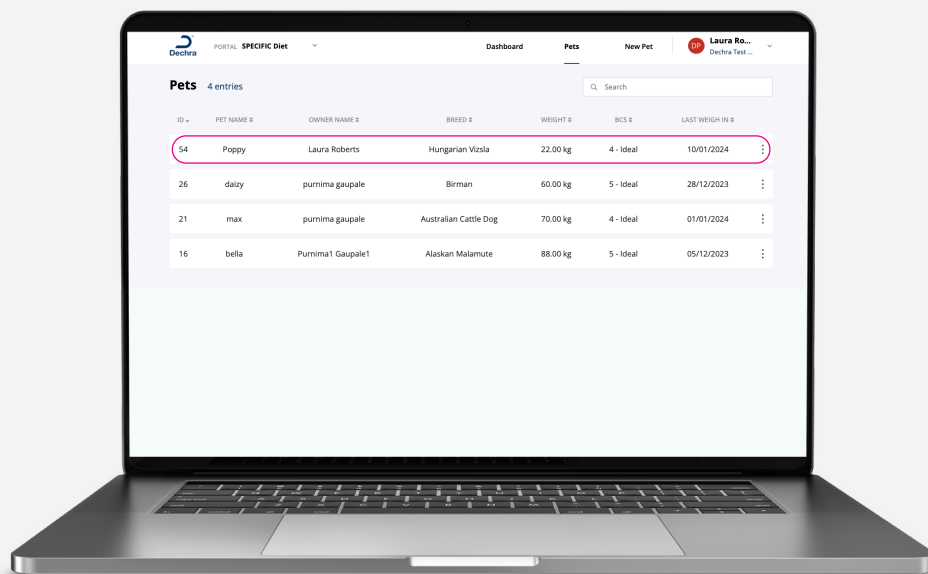 Dechra
PORTAL SPECIFIC Diet
Dashboard Pets New Pet
DP Laura Ro...
Dechra Test ...
Pets 4 entries
Search
ID PET NAME OWNER NAME BREED WEIGHT BCS LAST WEIGH IN
54 Poppy Laura Roberts Hungarian Vizsla 22.00 kg 4 - Ideal 10/01/2024
26 daizy purnima gaupale Birman 60.00 kg 5 - Ideal 28/12/2023
21 max purnima gaupale Australian Cattle Dog 70.00 kg 4 - Ideal 01/01/2024
16 bella Purnima1 Gaupale1 Alaskan Malamute 88.00 kg 5 - Ideal 05/12/2023